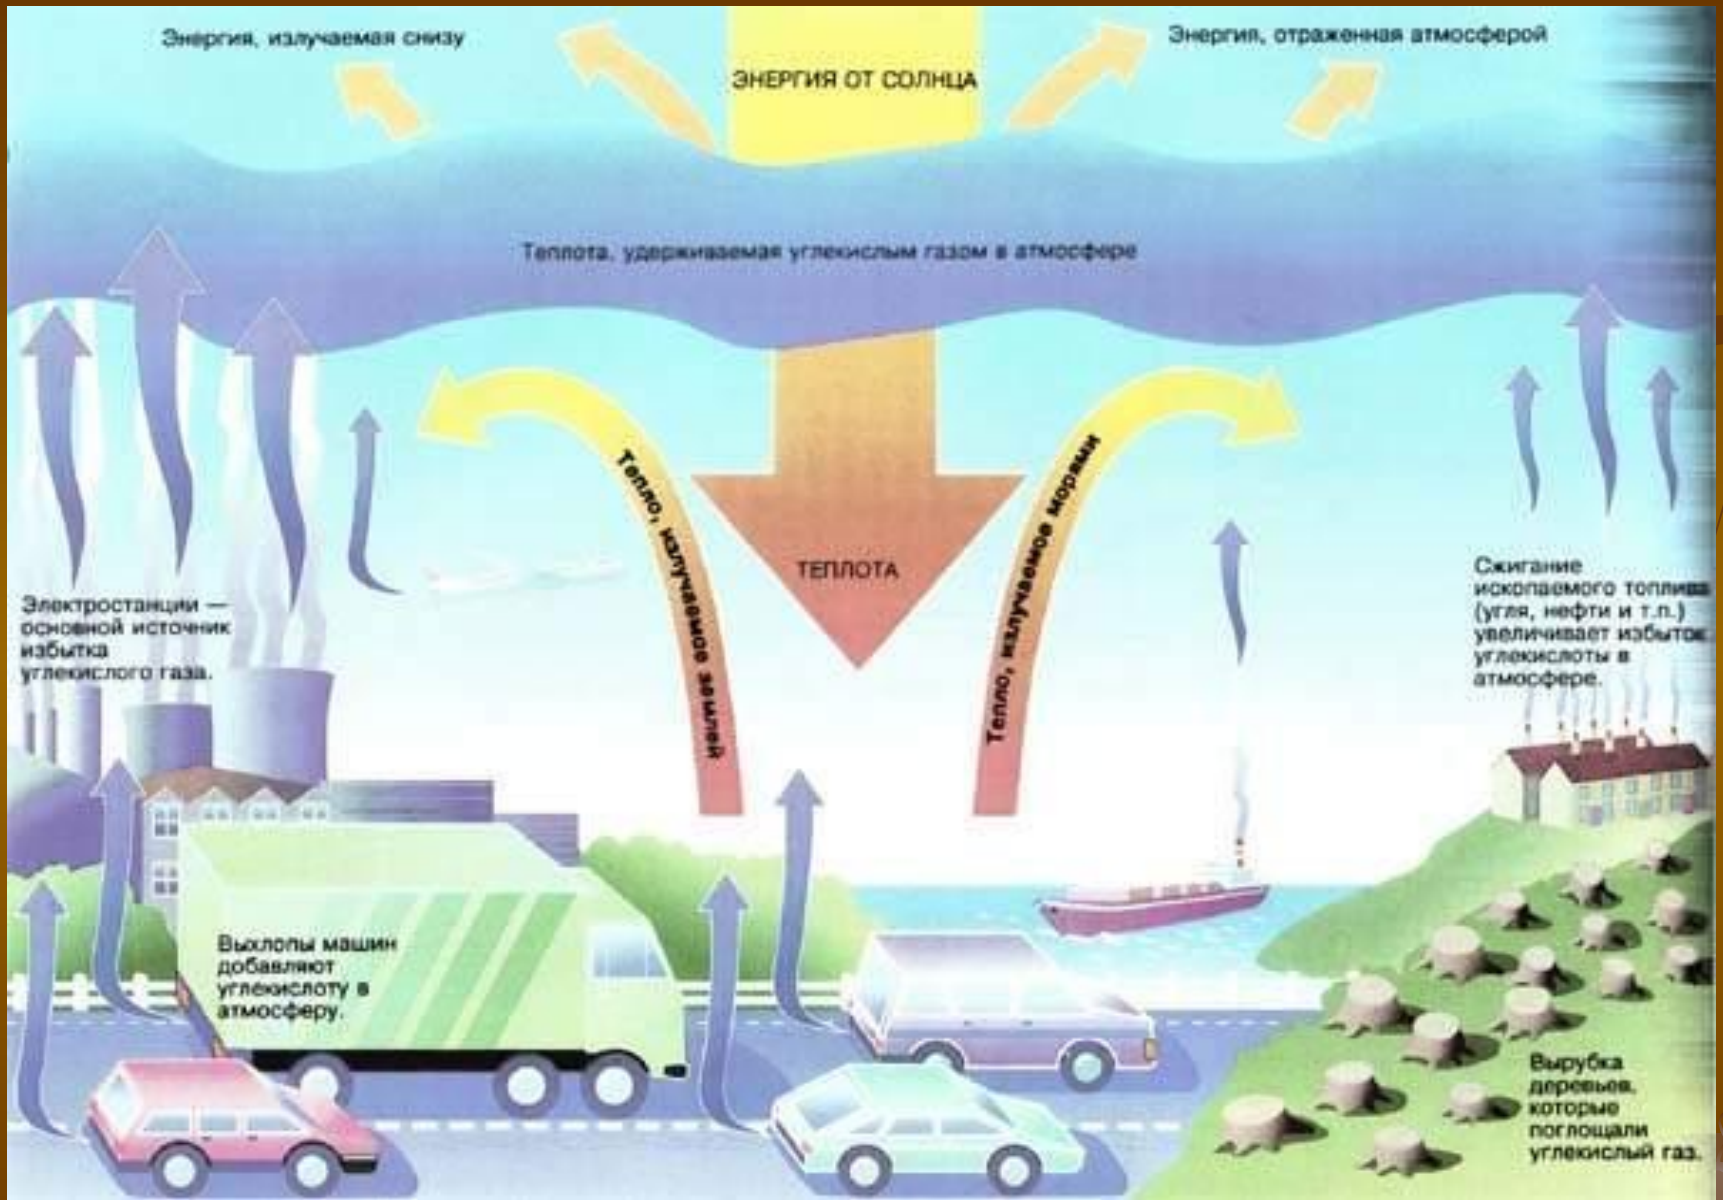 Энергия, излучаемая снизу
ЭНЕРГИЯ ОТ СОЛНЦА
Энергия, отраженная атмосферой
Теплота, удерживаемая углекислым газом в атмосфере
Тепло, излучаемое землей
ТЕПЛОТА
Тепло, излучаемое морями
Электростанции —
основной источник
избытка
углекислого газа.
Сжигание
ископаемого топлива
(угля, нефти и т.п.)
увеличивает избыток
углекислоты в
атмосфере.
Выхлопы машин
добавляют
углекислоту в
атмосферу.
Вырубка
деревьев,
которые
поглощали
углекислый газ.